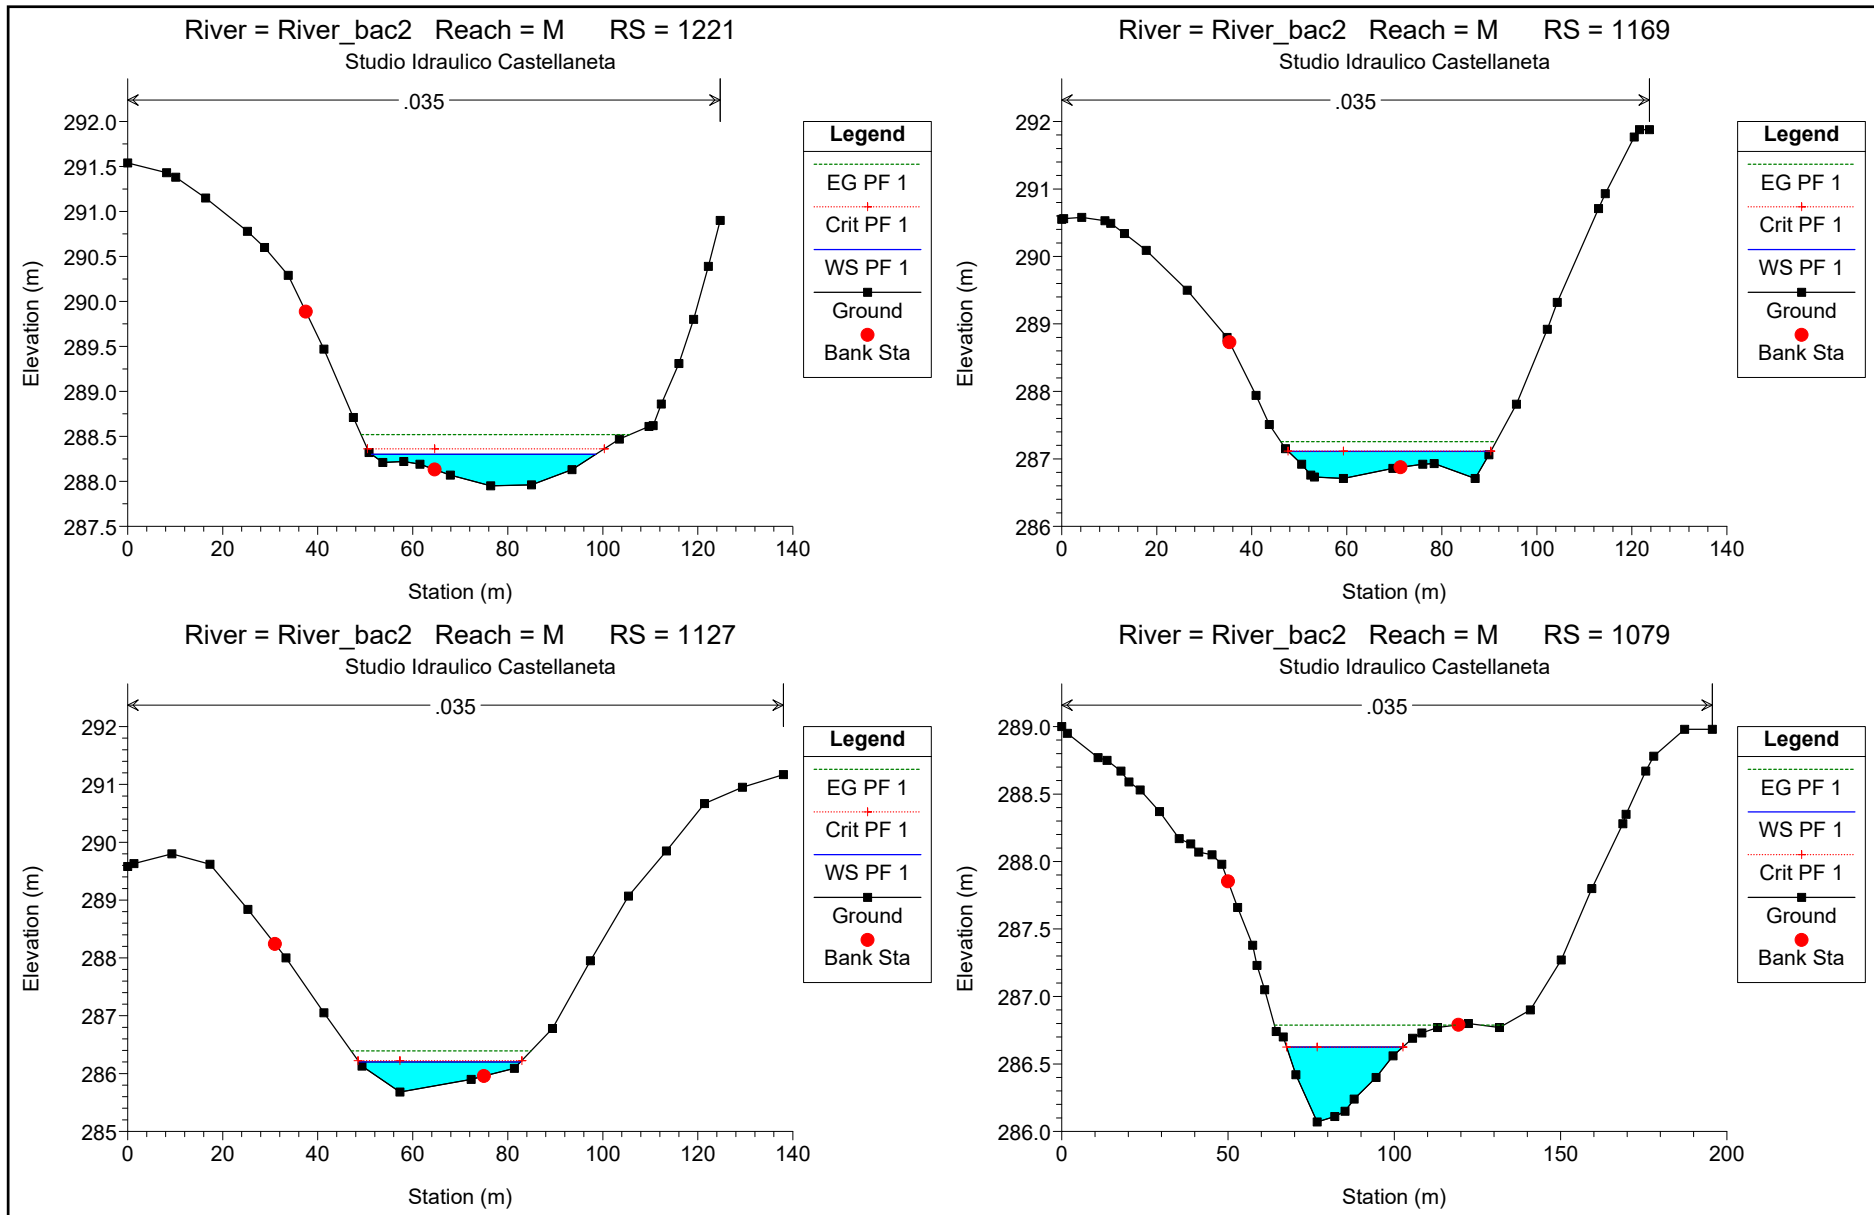 River = River_bac2 Reach = M RS = 1221
Studio Idraulico Castellaneta
.035
292.0
291.5
291.0
290.5
290.0
289.5
289.0
288.5
288.0
287.5
Elevation (m)
0 20 40 60 80 100 120 140
Station (m)
Legend
EG PF 1
Crit PF 1
WS PF 1
Ground
Bank Sta
River = River_bac2 Reach = M RS = 1169
Studio Idraulico Castellaneta
.035
292
291
290
289
288
287
286
Elevation (m)
0 20 40 60 80 100 120 140
Station (m)
Legend
EG PF 1
Crit PF 1
WS PF 1
Ground
Bank Sta
River = River_bac2 Reach = M RS = 1127
Studio Idraulico Castellaneta
.035
292
291
290
289
288
287
286
285
Elevation (m)
0 20 40 60 80 100 120 140
Station (m)
Legend
EG PF 1
Crit PF 1
WS PF 1
Ground
Bank Sta
River = River_bac2 Reach = M RS = 1079
Studio Idraulico Castellaneta
.035
289.0
288.5
288.0
287.5
287.0
286.5
286.0
Elevation (m)
0 50 100 150 200
Station (m)
Legend
EG PF 1
WS PF 1
Crit PF 1
Ground
Bank Sta